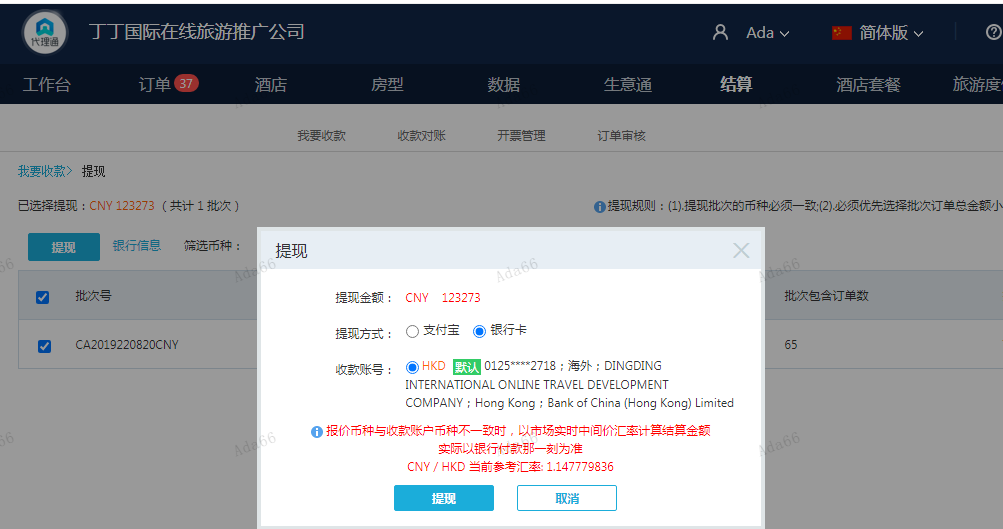 代理通
丁丁国际在线旅游推广公司
Ada
简体版
工作台
订单 37
酒店
房型
数据
生意通
结算
酒店套餐
旅游度
我要收款
收款对账
开票管理
订单审核
我要收款> 提现
已选择提现：CNY 123273 （共计 1 批次）
提现规则：(1).提现批次的币种必须一致;(2).必须优先选择批次订单总金额小
提现
银行信息
筛选币种：
批次号
批次包含订单数
CA2019220820CNY
65
提现
提现金额： CNY 123273
提现方式： 支付宝 银行卡
收款账号： HKD 默认 0125****2718；海外；DINGDING
INTERNATIONAL ONLINE TRAVEL DEVELOPMENT
COMPANY；Hong Kong；Bank of China (Hong Kong) Limited
报价币种与收款账户币种不一致时，以市场实时中间价汇率计算结算金额
实际以银行付款那一刻为准
CNY / HKD 当前参考汇率: 1.147779836
提现
取消
Ada66
Ada66
Ada66
Ada66
Ada66